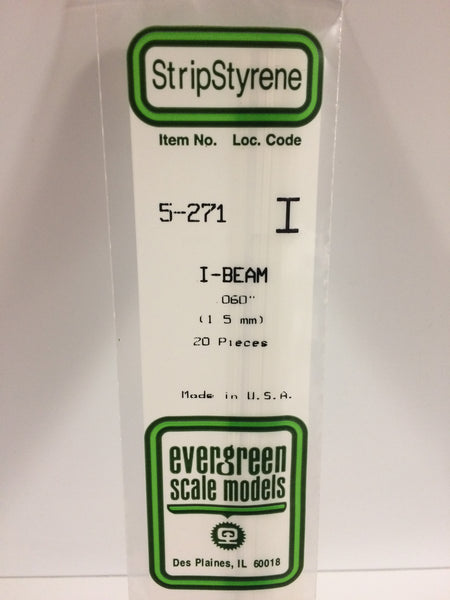 StripStyrene
Item No. Loc. Code
5-271 I
I-BEAM
.060"
(1 5 mm)
20 Pieces
Made in U.S.A.
evergreen
scale models
Des Plaines, IL 60018